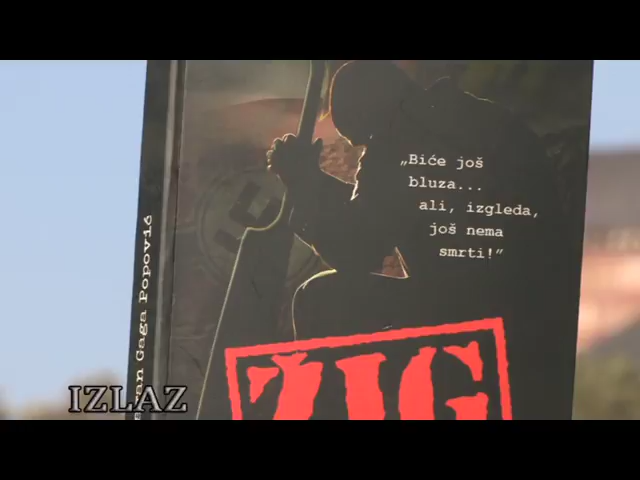 „Biće još
bluza...
ali, izgleda,
još nema
smrti!”
Gaga Popović
ŽIG
IZLAZ